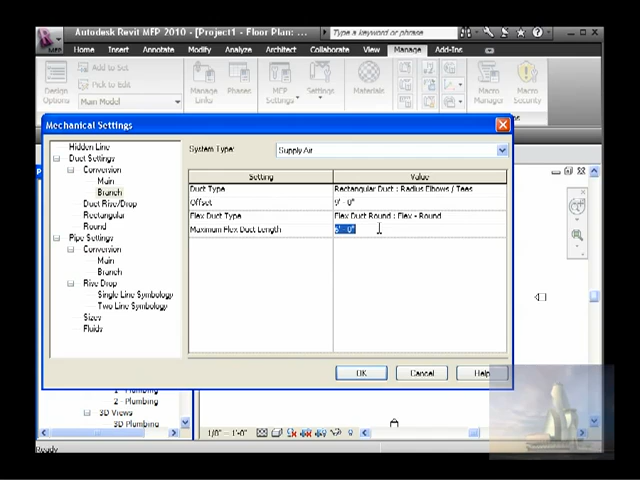 Autodesk Revit MEP 2010 - [Project1 - Floor Plan: ...
Type a keyword or phrase
MEP
Home Insert Annotate Modify Analyze Architect Collaborate View Manage Add-Ins
Design Options
Add to Set
Pick to Edit
Main Model
Manage Links
Phases
MEP Settings
Settings
Materials
Macro Manager
Macro Security
Mechanical Settings
Hidden Line
Duct Settings
Conversion
Main
Branch
Duct Rise/Drop
Rectangular
Round
Pipe Settings
Conversion
Main
Branch
Rise Drop
Single Line Symbology
Two Line Symbology
Sizes
Fluids
System Type: Supply Air
Setting Value
Duct Type Rectangular Duct : Radius Elbows / Tees
Offset 9' - 0"
Flex Duct Type Flex Duct Round : Flex - Round
Maximum Flex Duct Length 6' - 0"
OK Cancel Help
1 - Plumbing
2 - Plumbing
3D Views
3D Plumbing
1/8" = 1'-0"
Ready